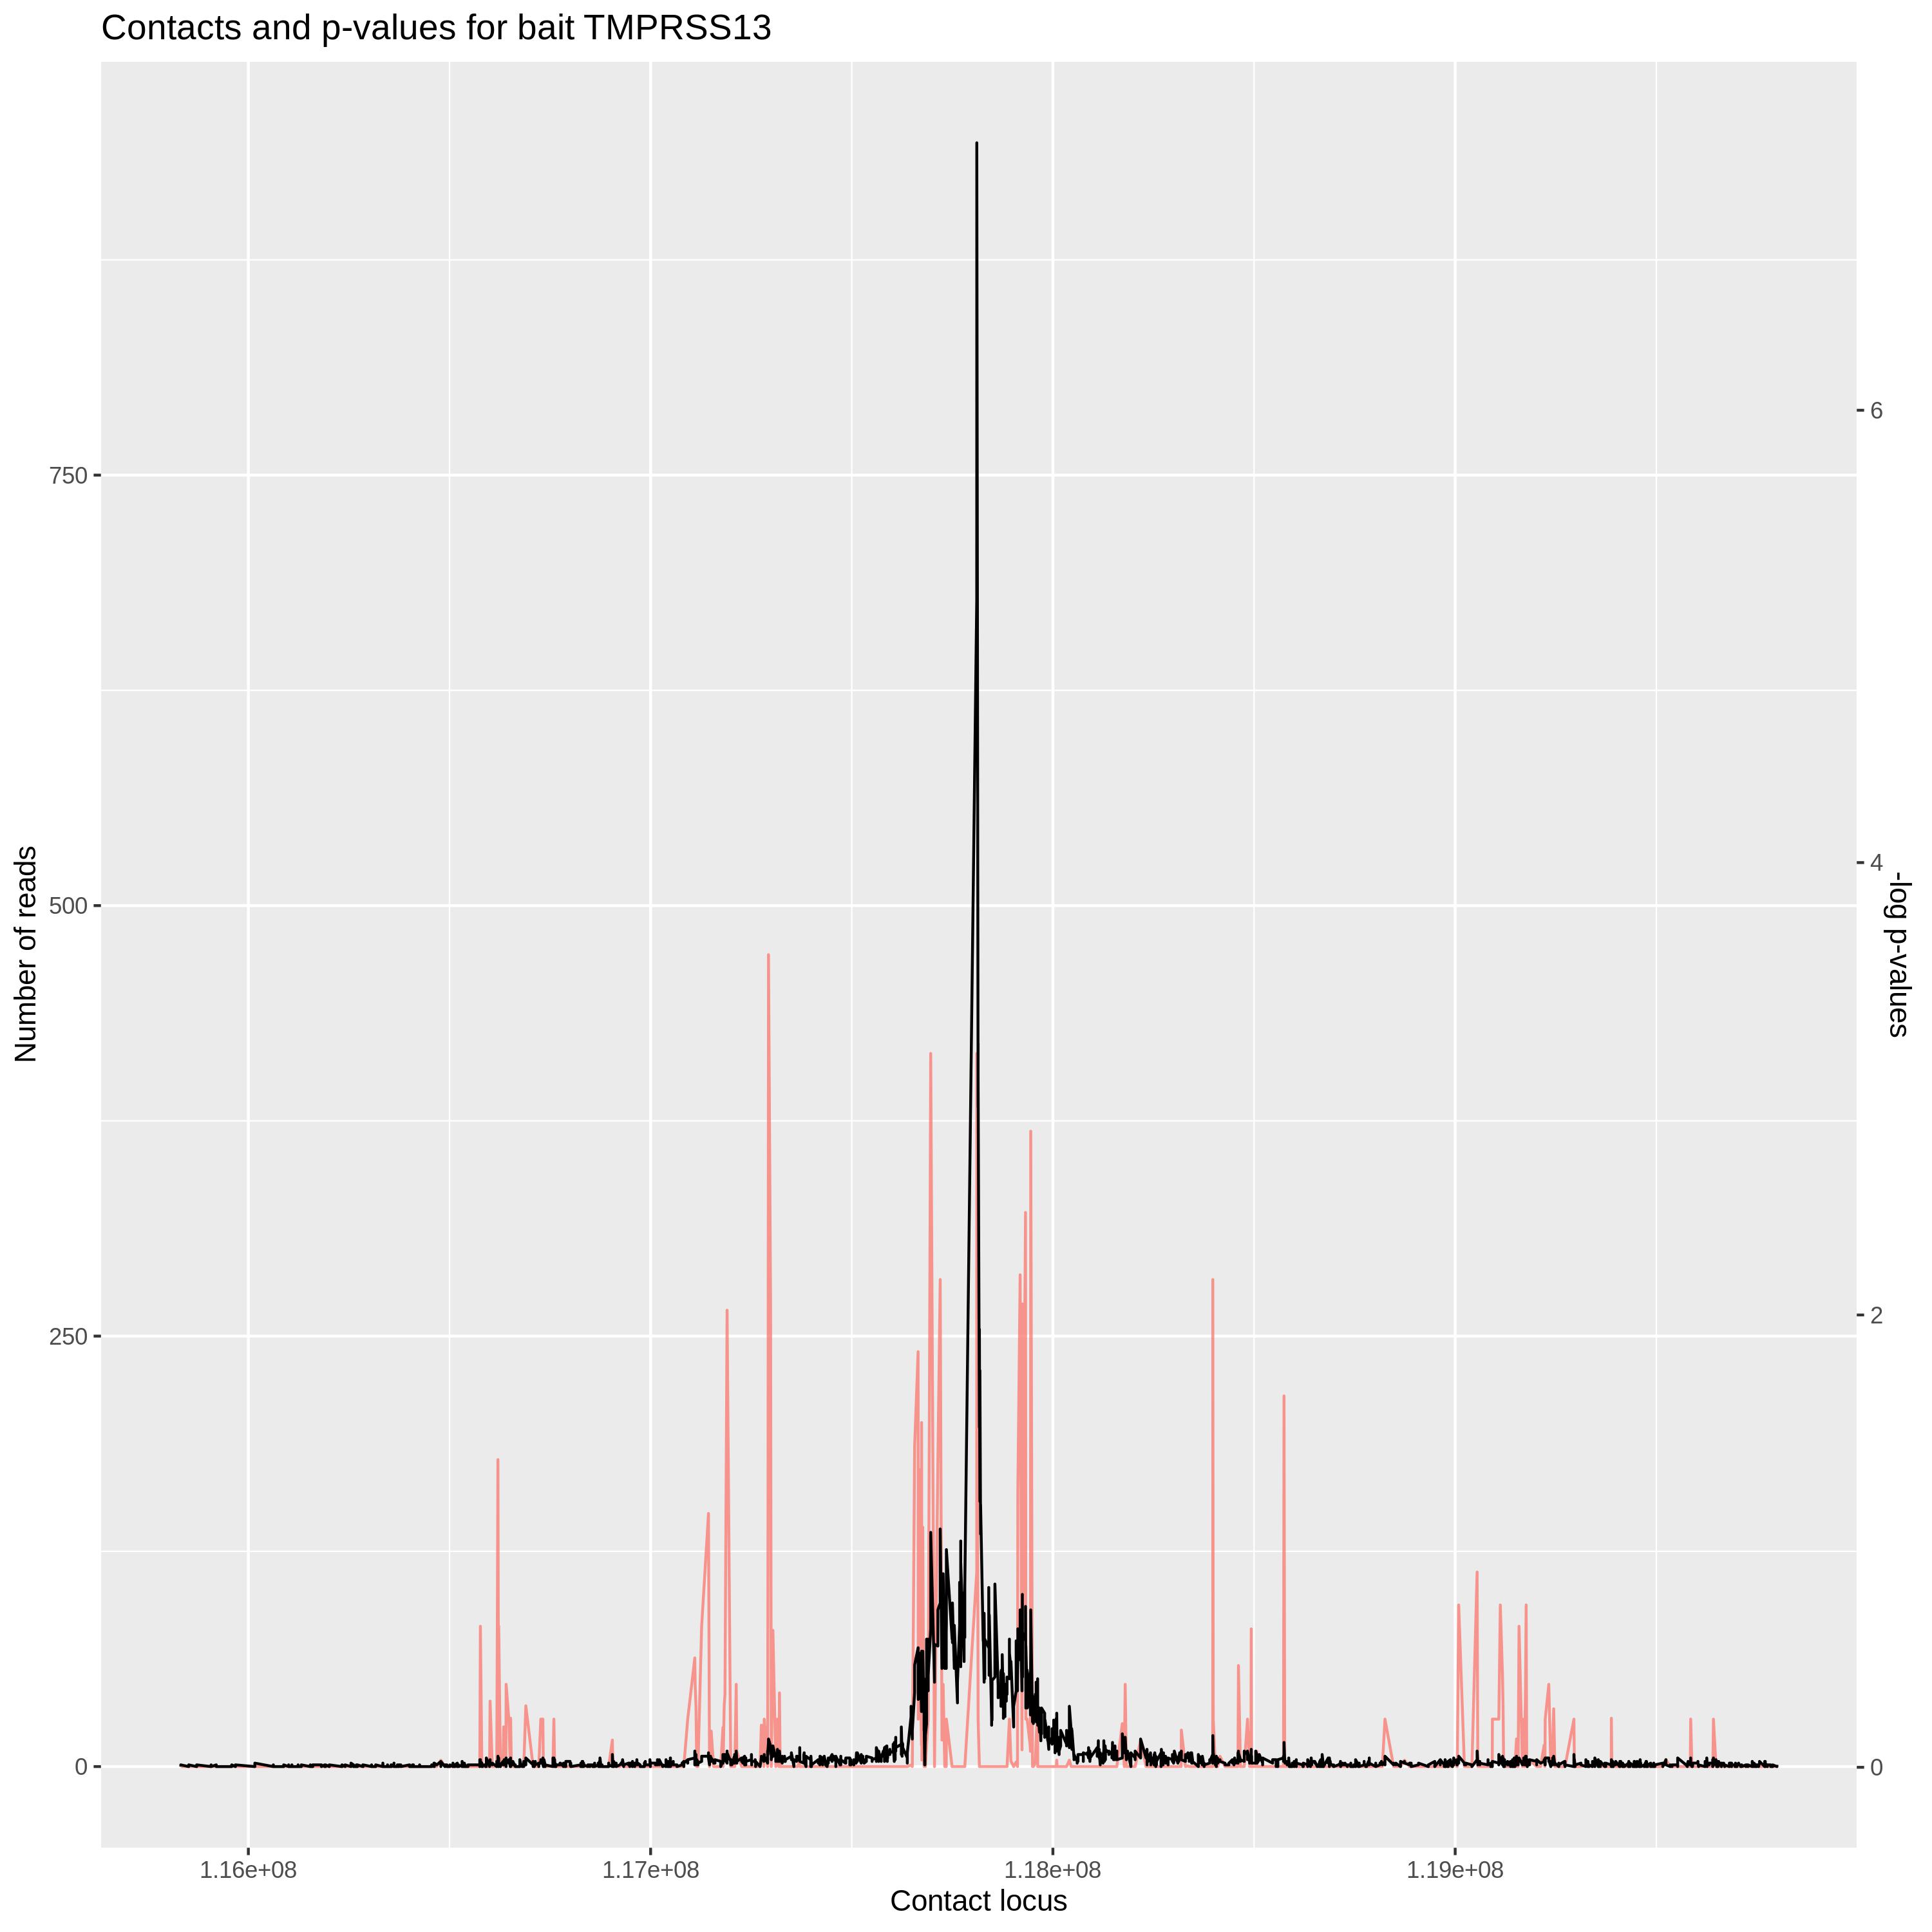 Contacts and p-values for bait TMPRSS13
Number of reads
750
500
250
0
6
4
2
0
-log p-values
1.16e+08
1.17e+08
1.18e+08
1.19e+08
Contact locus